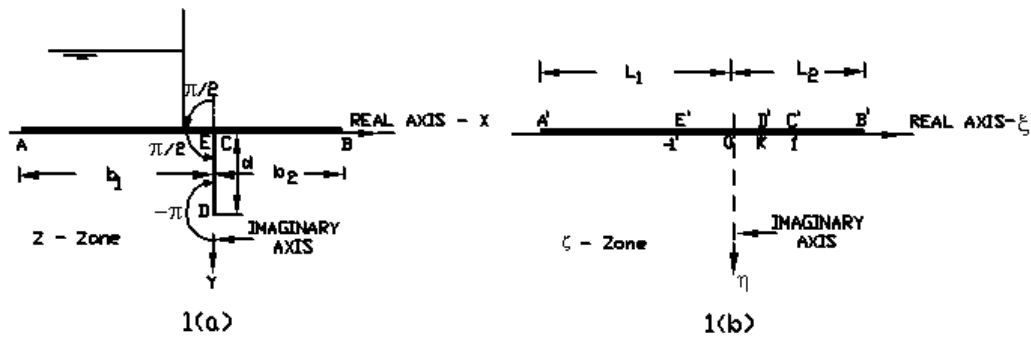 π/2
REAL AXIS - X
A
E
C
B
π/2
b1
d
b2
-π
D
IMAGINARY
AXIS
Z - Zone
Y
1(a)
L1
L2
A'
E'
D'
C'
B'
REAL AXIS-ξ
-1'
0
K
1
IMAGINARY
AXIS
ζ - Zone
η
1(b)